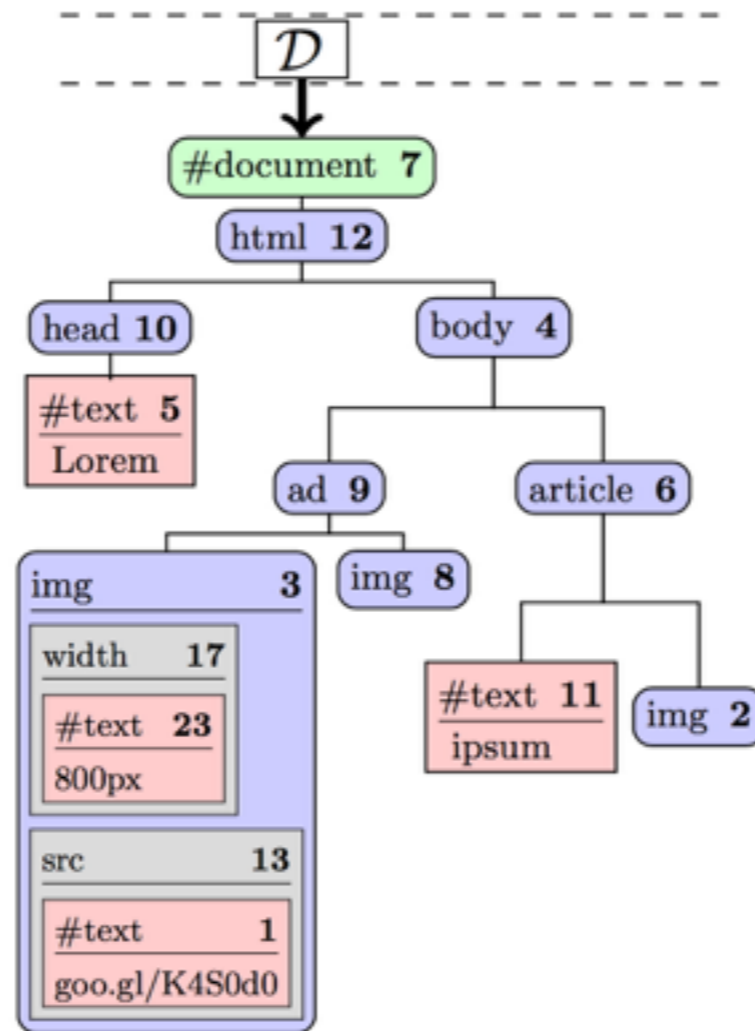 𝒟
#document 7
html 12
head 10
body 4
#text 5
Lorem
ad 9
article 6
img 3
img 8
width 17
#text 23
800px
#text 11
ipsum
img 2
src 13
#text 1
goo.gl/K4S0d0